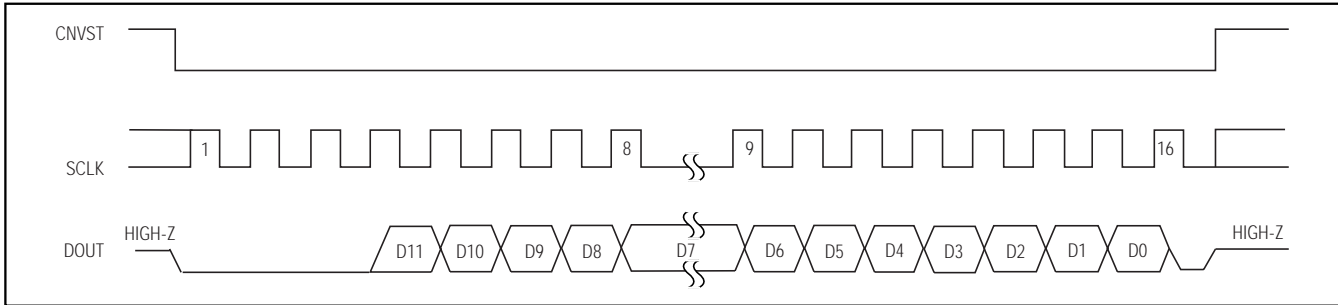 CNVST
SCLK 1 8 9 16
DOUT HIGH-Z D11 D10 D9 D8 D7 D6 D5 D4 D3 D2 D1 D0 HIGH-Z